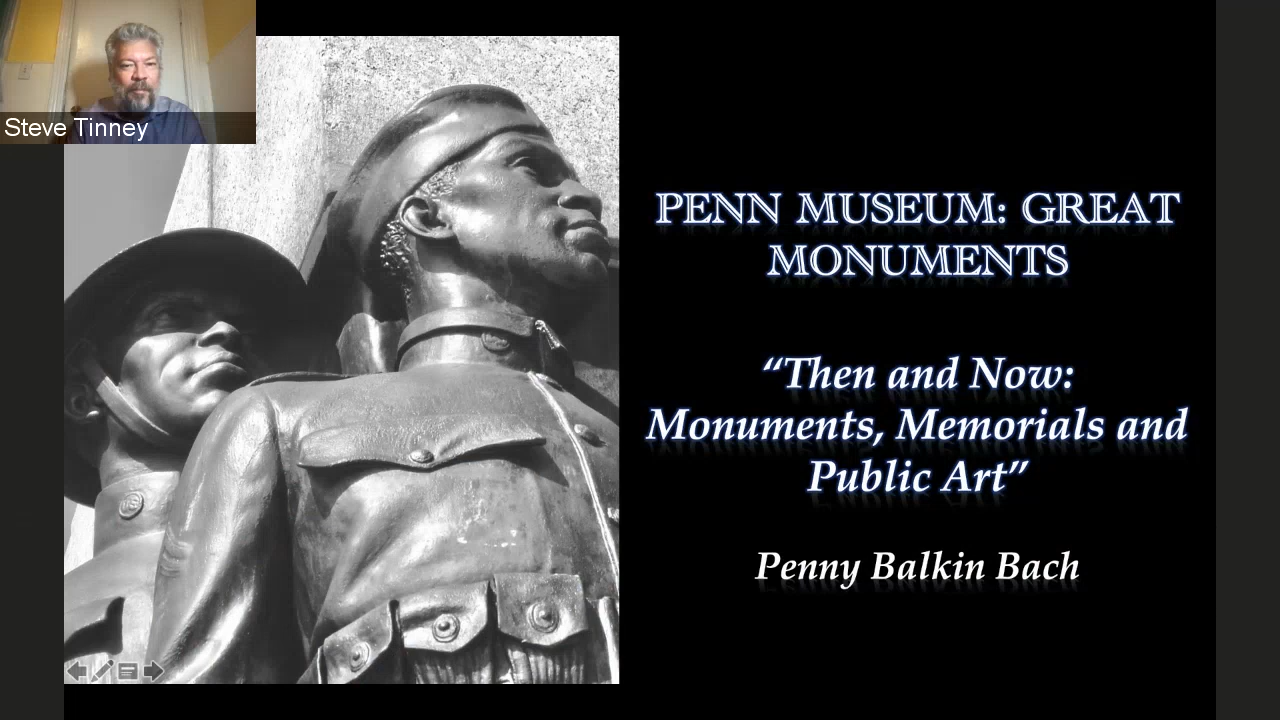 Steve Tinney
PENN MUSEUM: GREAT
MONUMENTS
“Then and Now:
Monuments, Memorials and
Public Art”
Penny Balkin Bach